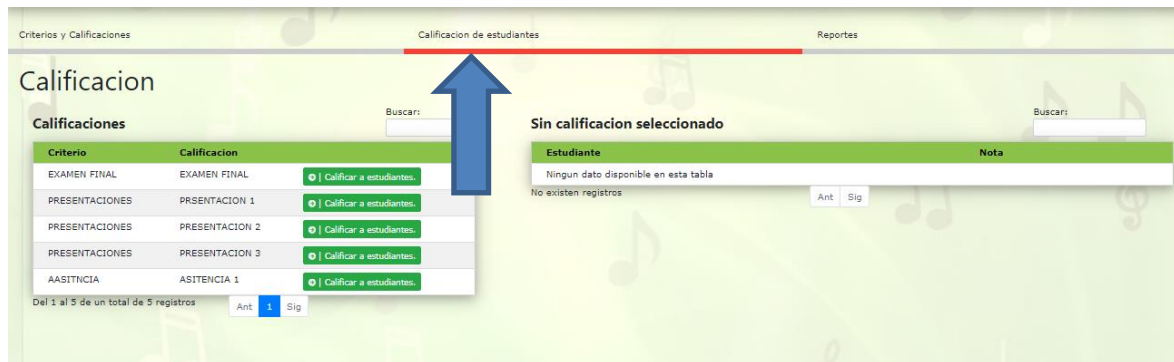 Criterios y Calificaciones Calificacion de estudiantes Reportes
Calificacion
Calificaciones Buscar:
Criterio Calificacion
EXAMEN FINAL EXAMEN FINAL | Calificar a estudiantes.
PRESENTACIONES PRSENTACION 1 | Calificar a estudiantes.
PRESENTACIONES PRESENTACION 2 | Calificar a estudiantes.
PRESENTACIONES PRESENTACION 3 | Calificar a estudiantes.
AASITNCIA ASITENCIA 1 | Calificar a estudiantes.
Del 1 al 5 de un total de 5 registros Ant 1 Sig
Sin calificacion seleccionado Buscar:
Estudiante Nota
Ningun dato disponible en esta tabla
No existen registros Ant Sig